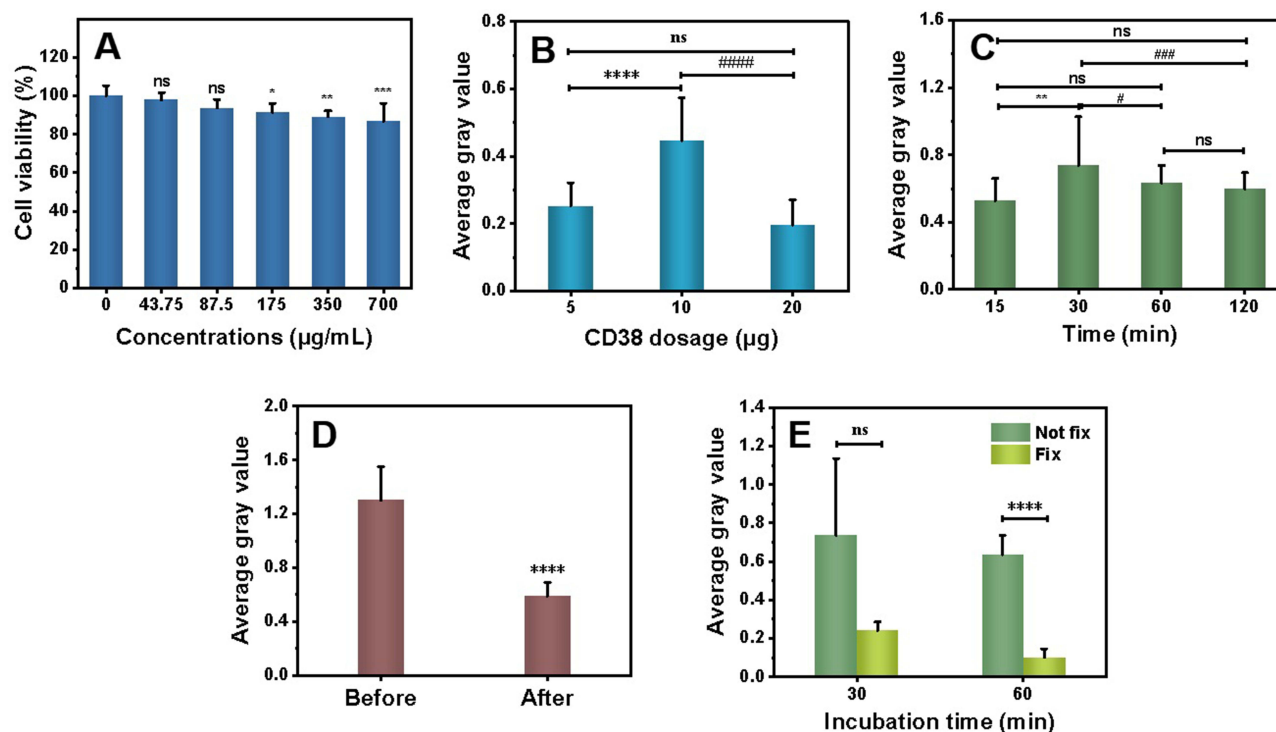 A
Cell viability (%)
120
100
80
60
40
20
0
ns
ns
*
**
***
0 43.75 87.5 175 350 700
Concentrations (µg/mL)
B
Average gray value
0.8
0.6
0.4
0.2
0.0
ns
****
####
5 10 20
CD38 dosage (µg)
C
Average gray value
1.6
1.2
0.8
0.4
0.0
ns
###
ns
**
#
ns
15 30 60 120
Time (min)
D
Average gray value
2.0
1.8
1.2
0.6
0.0
****
Before After
E
Average gray value
1.4
1.2
1.0
0.8
0.6
0.4
0.2
0.0
Not fix
Fix
ns
****
30 60
Incubation time (min)